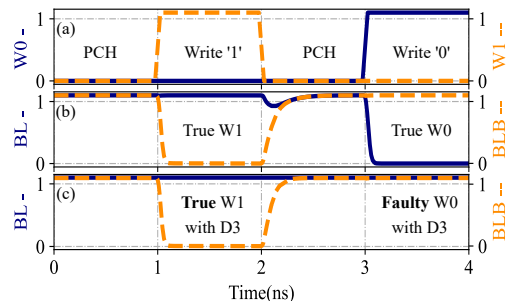 (a)
PCH Write '1' PCH Write '0'
W0 -
0
1
W1 --
0
1
(b)
True W1 True W0
BL -
0
1
BLB --
0
1
(c)
True W1 Faulty W0
with D3 with D3
BL -
0
1
BLB --
0
1
0 1 2 3 4
Time(ns)